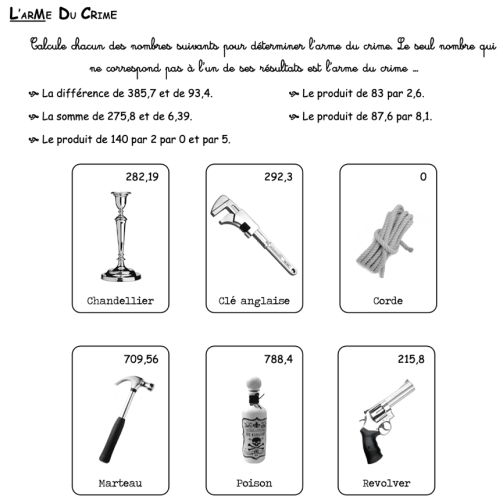 L'arme Du Crime
Calcule chacun des nombres suivants pour déterminer l'arme du crime. Le seul nombre qui
ne correspond pas à l'un de ses résultats est l'arme du crime ...
La différence de 385,7 et de 93,4.
Le produit de 83 par 2,6.
La somme de 275,8 et de 6,39.
Le produit de 87,6 par 8,1.
Le produit de 140 par 2 par 0 et par 5.
282,19
292,3
0
Chandellier
Clé anglaise
Corde
709,56
788,4
215,8
Marteau
Poison
Revolver